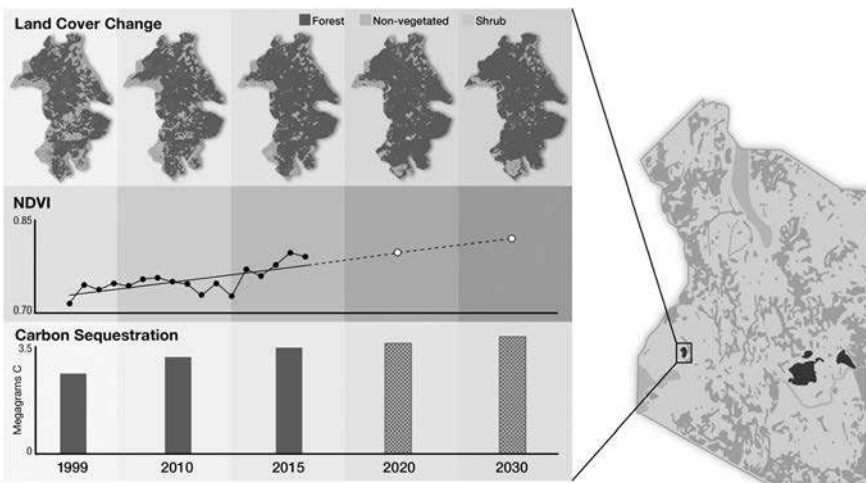 Land Cover Change
Forest Non-vegetated Shrub
NDVI
0.85
0.70
Carbon Sequestration
3.5
Megagrams C
0
1999 2010 2015 2020 2030